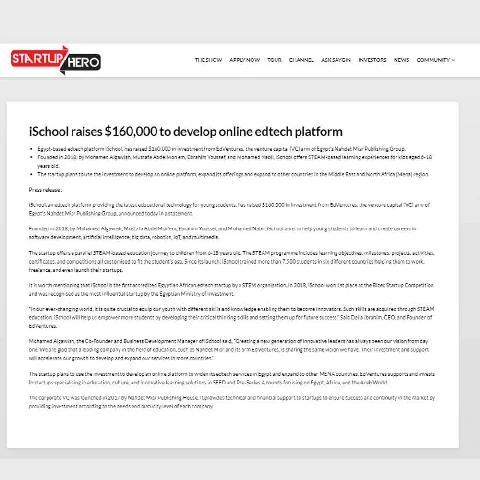 STARTUP HERO
THE SHOW APPLY NOW TOUR CHANNEL ASK SAYGIN INVESTORS NEWS COMMUNITY
iSchool raises $160,000 to develop online edtech platform
Egypt-based edtech platform iSchool, has raised $160,000 in investment from EdVentures, the venture capital (VC) arm of Egypt's Nahdet Misr Publishing Group.
Founded in 2018, by Mohamed Algawish, Mustafa Abdel Mon'em, Ebrahim Youssef, and Mohamed Nabil, iSchool offers STEAM-based learning experiences for kids aged 6-18
years old.
The startup plans to use the investment to develop an online platform, expand its offerings and expand to other countries in the Middle East and North Africa (Mena) region.
Press release:
iSchool an edtech platform providing the latest educational technology for young students, has raised $160,000 in investment, from EdVentures, the venture capital (VC) arm of
Egypt's Nahdet Misr Publishing Group, announced today in a statement.
Founded in 2018, by Mohamed Algawish, Mustafa Abdel Mon'em, Ebrahim Youssef, and Mohamed Nabil, iSchool aims to help young students to learn and create careers in
software development, artificial intelligence, big data, robotics, IoT, and multimedia.
The startup offers a parallel STEAM-based education journey to children from 6-18 years old. The STEAM programme includes learning objectives, milestones, projects, activities,
certificates, and competitions all customised to fit the student's age. Since its launch, iSchool trained more than 7,500 students in six different countries helping them to work,
freelance, and even launch their startups.
It is worth mentioning that iSchool is the first accredited Egyptian African edtech startup by a STEM organisation, in 2018, iSchool won 1st place at the Bites Startup Competition
and was recognised as the most influential startup by the Egyptian Ministry of Investment.
"In our ever-changing world, it is quite crucial to equip our youth with different skills and knowledge enabling them to become innovators. Such skills are acquired through STEAM
education. iSchool will help us empower more students by developing their critical thinking skills and setting them up for future success." Said Dalia Ibrahim, CEO, and Founder of
EdVentures.
Mohamed Algawish, the Co-Founder and Business Development Manager of iSchool said, "Creating a new generation of innovative leaders has always been our vision from day
one. We are glad that a leading company in the field of education, such as Nahdet Misr and its arm EdVentures, is sharing the same vision we have. Their investment and support
will accelerate our growth to develop and expand our services in more countries".
The startup plans to use the investment to develop an online platform to widen its edtech services in Egypt and expand to other MENA countries. EdVentures supports and invests
in startups specialising in education, culture, and innovative learning solutions in SEED and Pre-Series A rounds focusing on Egypt, Africa, and the Arab World.
The corporate VC was launched in 2017 by Nahdet Misr Publishing House. It provides technical and financial support to startups to ensure success and continuity in the market by
providing investment according to the needs and maturity level of each company.